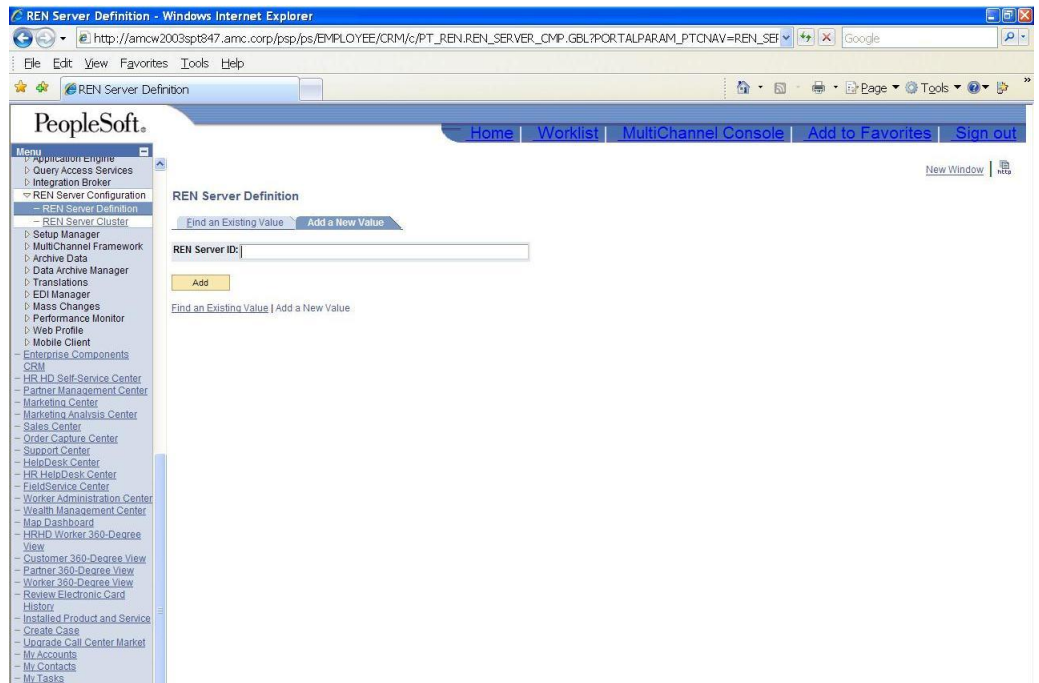 REN Server Definition - Windows Internet Explorer
http://amcw2003spt847.amc.corp/psp/ps/EMPLOYEE/CRM/c/PT_REN.REN_SERVER_CMP.GBL?PORTALPARAM_PTCNAV=REN_SEF
Google
File Edit View Favorites Tools Help
REN Server Definition
Page Tools
PeopleSoft.
Home | Worklist | MultiChannel Console | Add to Favorites | Sign out
Menu
Application Engine
Query Access Services
Integration Broker
REN Server Configuration
– REN Server Definition
– REN Server Cluster
Setup Manager
MultiChannel Framework
Archive Data
Data Archive Manager
Translations
EDI Manager
Mass Changes
Performance Monitor
Web Profile
Mobile Client
– Enterprise Components
CRM
– HR HD Self-Service Center
– Partner Management Center
– Marketing Center
– Marketing Analysis Center
– Sales Center
– Order Capture Center
– Support Center
– HelpDesk Center
– HR HelpDesk Center
– FieldService Center
– Worker Administration Center
– Wealth Management Center
– Map Dashboard
– HRHD Worker 360-Degree
View
– Customer 360-Degree View
– Partner 360-Degree View
– Worker 360-Degree View
– Review Electronic Card
History
– Installed Product and Service
– Create Case
– Upgrade Call Center Market
– My Accounts
– My Contacts
– My Tasks
New Window | http
REN Server Definition
Find an Existing Value Add a New Value
REN Server ID:
Add
Find an Existing Value | Add a New Value